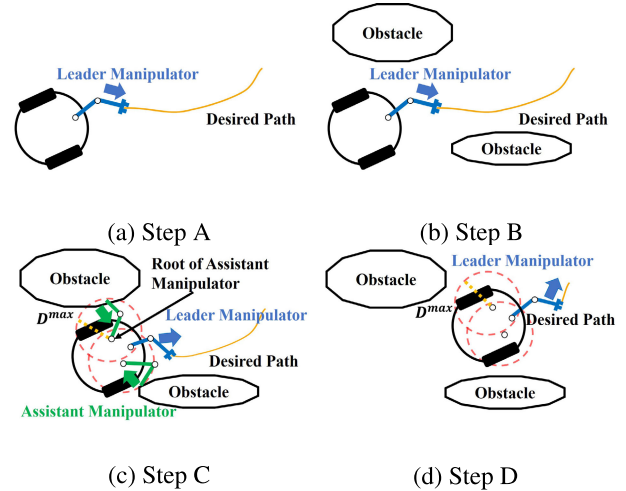 Leader Manipulator
Desired Path
(a) Step A
Obstacle
Leader Manipulator
Desired Path
Obstacle
(b) Step B
Obstacle
Root of Assistant
Manipulator
D^max
Leader Manipulator
Desired Path
Obstacle
Assistant Manipulator
(c) Step C
Leader Manipulator
Obstacle
D^max
Desired Path
Obstacle
(d) Step D